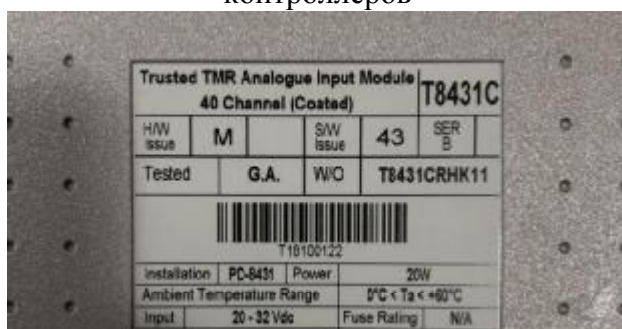 контроллеров
Trusted TMR Analogue Input Module
40 Channel (Coated)
T8431C
H/W Issue M S/W Issue 43 SER B
Tested G.A. W/O T8431CRHK11
T18100122
Installation PD-8431 Power 20W
Ambient Temperature Range 0°C < Ta < +60°C
Input 20 - 32 Vdc Fuse Rating N/A